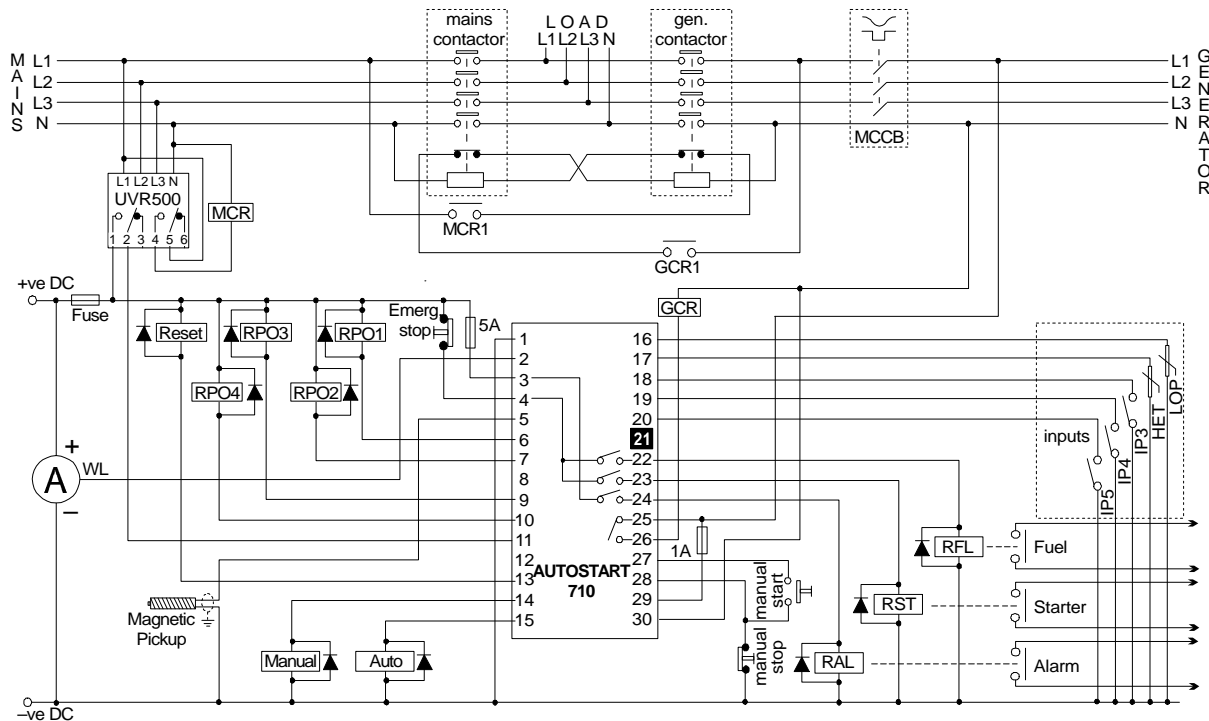 mains
contactor
L O A D
L1 L2 L3 N
gen.
contactor
MAINS
L1
L2
L3
N
L1
L2
L3
N
GENERATOR
MCCB
L1 L2 L3 N
UVR500
1 2 3 4 5 6
MCR
MCR1
GCR1
+ve DC
Fuse
Reset
RPO3
RPO1
RPO4
RPO2
Emerg
stop
5A
GCR
1
2
3
4
5
6
7
8
9
10
11
12
13
14
15
16
17
18
19
20
21
22
23
24
25
26
27
28
29
30
AUTOSTART
710
+
A
–
WL
Magnetic
Pickup
Manual
Auto
1A
manual
start
manual
stop
inputs
IP5
IP4
IP3
HET
LOP
RFL
Fuel
RST
Starter
RAL
Alarm
–ve DC